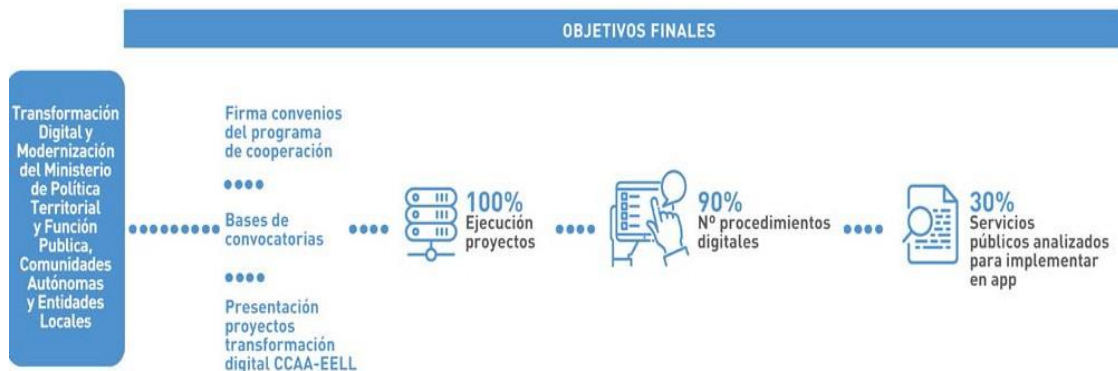 OBJETIVOS FINALES
Transformación
Digital y
Modernización
del Ministerio
de Política
Territorial
y Función
Publica,
Comunidades
Autónomas
y Entidades
Locales
Firma convenios
del programa
de cooperación
Bases de
convocatorias
Presentación
proyectos
transformación
digital CCAA-EELL
100%
Ejecución
proyectos
90%
Nº procedimientos
digitales
30%
Servicios
públicos analizados
para implementar
en app